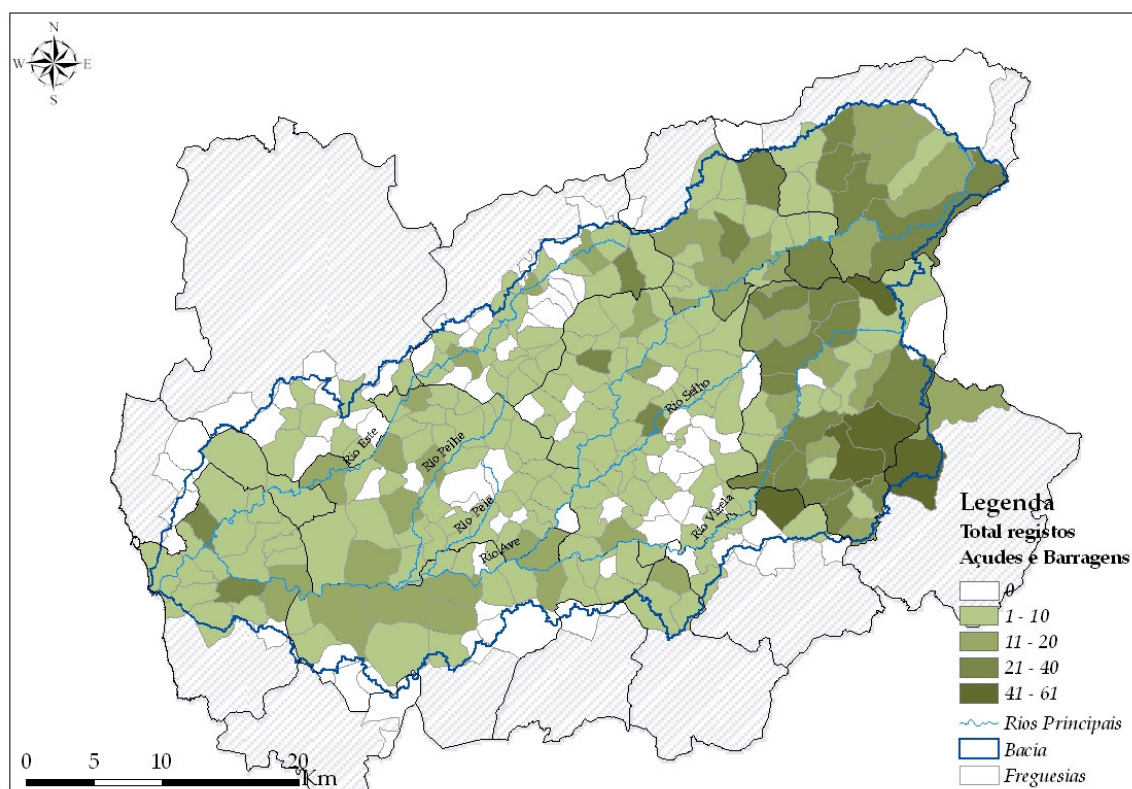 N
W E
S
Rio Selho
Rio Este
Rio Pelhe
Rio Pele
Rio Vizela
Rio Ave
Legenda
Total registos
Açudes e Barragens
0
1 - 10
11 - 20
21 - 40
41 - 61
Rios Principais
Bacia
Freguesias
0 5 10 20
Km